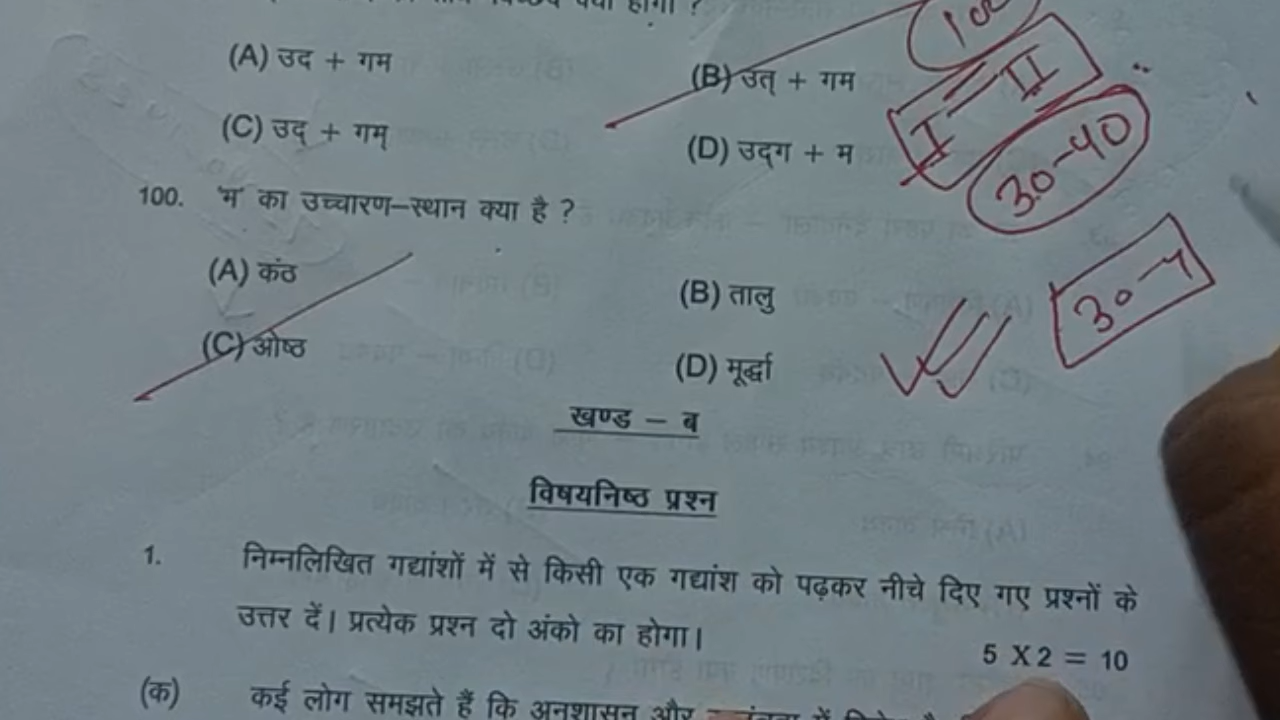 क्या होगा ?
(A) उद + गम
(B) उत् + गम
(C) उद् + गम्
(D) उद्ग + म
100. 'भ' का उच्चारण–स्थान क्या है ?
(A) कंठ
(B) तालु
(C) ओष्ठ
(D) मूर्द्धा
I II
30-40
30-
खण्ड – ब
विषयनिष्ठ प्रश्न
1. निम्नलिखित गद्यांशों में से किसी एक गद्यांश को पढ़कर नीचे दिए गए प्रश्नों के
उत्तर दें। प्रत्येक प्रश्न दो अंको का होगा।
5 X 2 = 10
(क) कई लोग समझते हैं कि अनुशासन और